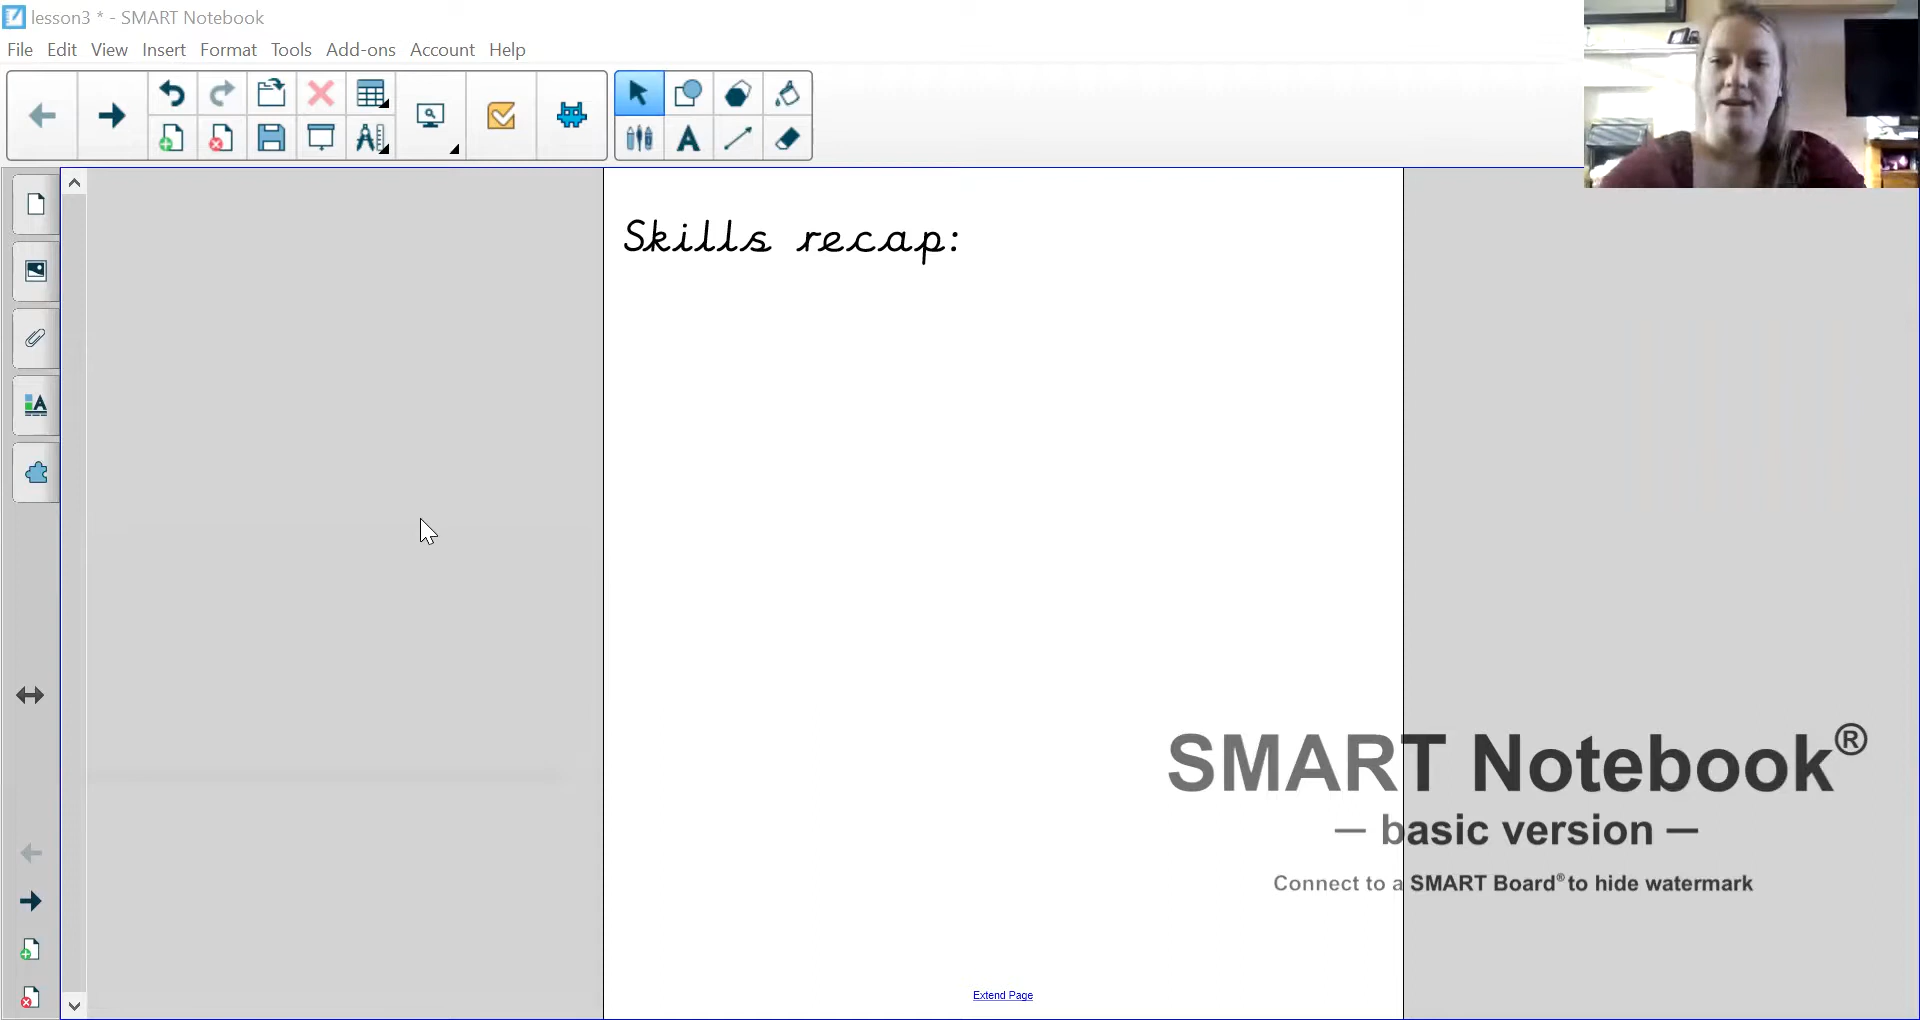 lesson3 * - SMART Notebook
File Edit View Insert Format Tools Add-ons Account Help
Skills recap:
SMART Notebook®
— basic version —
Connect to a SMART Board® to hide watermark
Extend Page